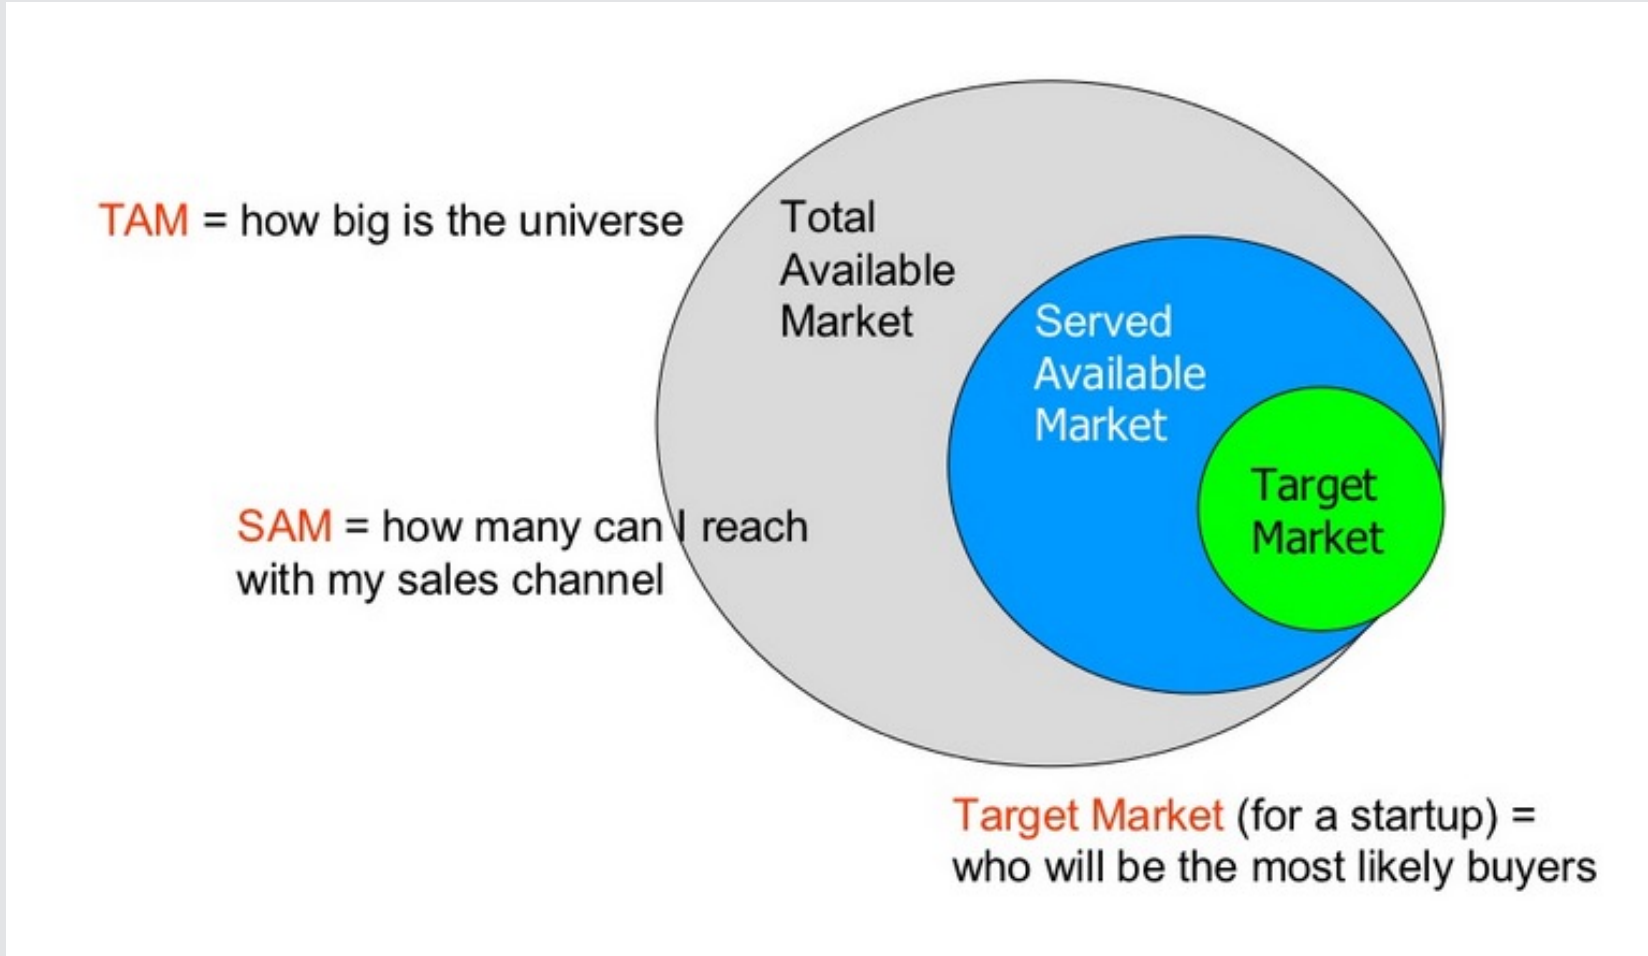 TAM = how big is the universe
Total
Available
Market
Served
Available
Market
Target
Market
SAM = how many can I reach
with my sales channel
Target Market (for a startup) =
who will be the most likely buyers